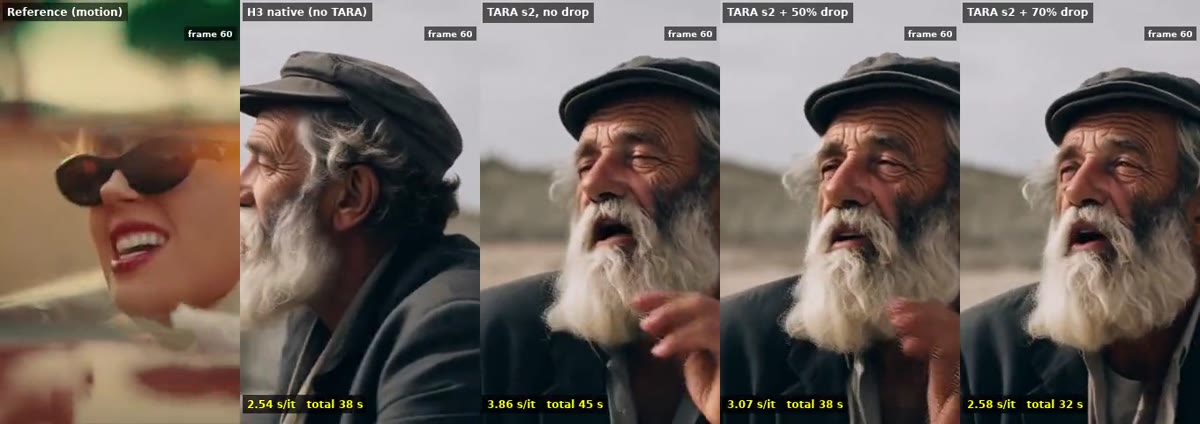 Reference (motion)
frame 60
H3 native (no TARA)
frame 60
2.54 s/it total 38 s
TARA s2, no drop
frame 60
3.86 s/it total 45 s
TARA s2 + 50% drop
frame 60
3.07 s/it total 38 s
TARA s2 + 70% drop
frame 60
2.58 s/it total 32 s